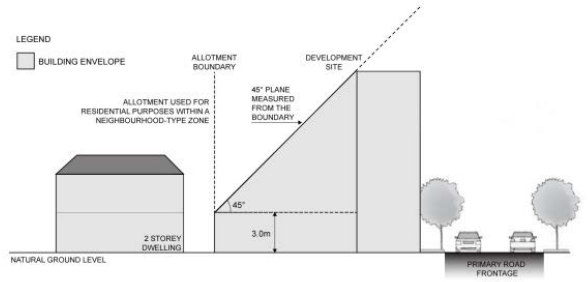 LEGEND
BUILDING ENVELOPE
ALLOTMENT
BOUNDARY
DEVELOPMENT
SITE
ALLOTMENT USED FOR
RESIDENTIAL PURPOSES WITHIN A
NEIGHBOURHOOD-TYPE ZONE
45° PLANE
MEASURED
FROM THE
BOUNDARY
45°
3.0m
2 STOREY
DWELLING
NATURAL GROUND LEVEL
PRIMARY ROAD
FRONTAGE